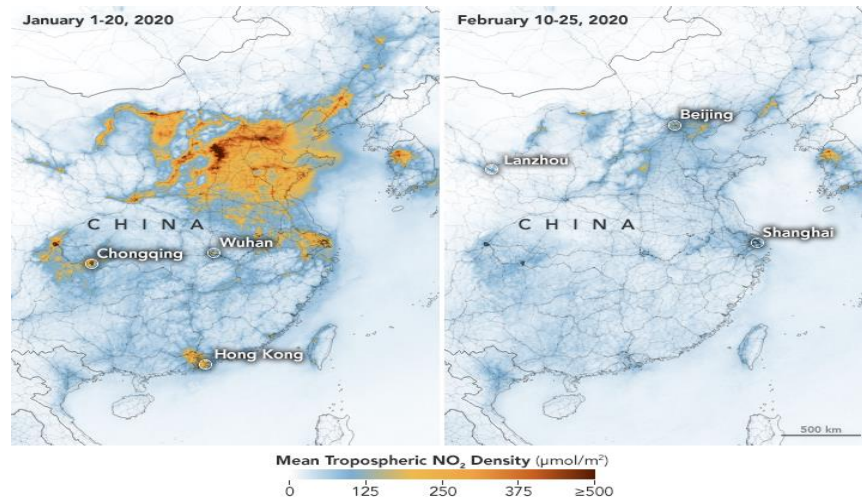 January 1-20, 2020
CHINA
Chongqing
Wuhan
Hong Kong
February 10-25, 2020
Beijing
Lanzhou
CHINA
Shanghai
500 km
Mean Tropospheric NO₂ Density (μmol/m²)
0 125 250 375 ≥500